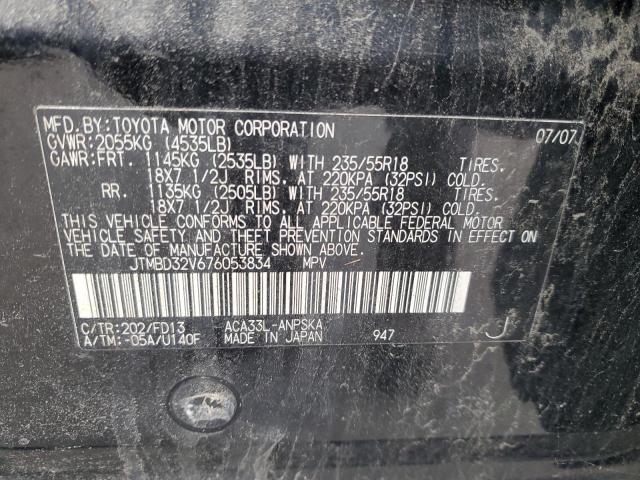 MFD.BY:TOYOTA MOTOR CORPORATION 07/07
GVWR:2055KG (4535LB)
GAWR:FRT. 1145KG (2535LB) WITH 235/55R18 TIRES.
18X7 1/2J RIMS. AT 220KPA (32PSI) COLD.
RR. 1135KG (2505LB) WITH 235/55R18 TIRES.
18X7 1/2J RIMS. AT 220KPA (32PSI) COLD.
THIS VEHICLE CONFORMS TO ALL APPLICABLE FEDERAL MOTOR
VEHICLE SAFETY AND THEFT PREVENTION STANDARDS IN EFFECT ON
THE DATE OF MANUFACTURE SHOWN ABOVE.
JTMBD32V676053834 MPV
C/TR:202/FD13 ACA33L-ANPSKA
A/TM:-05A/U140F MADE IN JAPAN 947 J